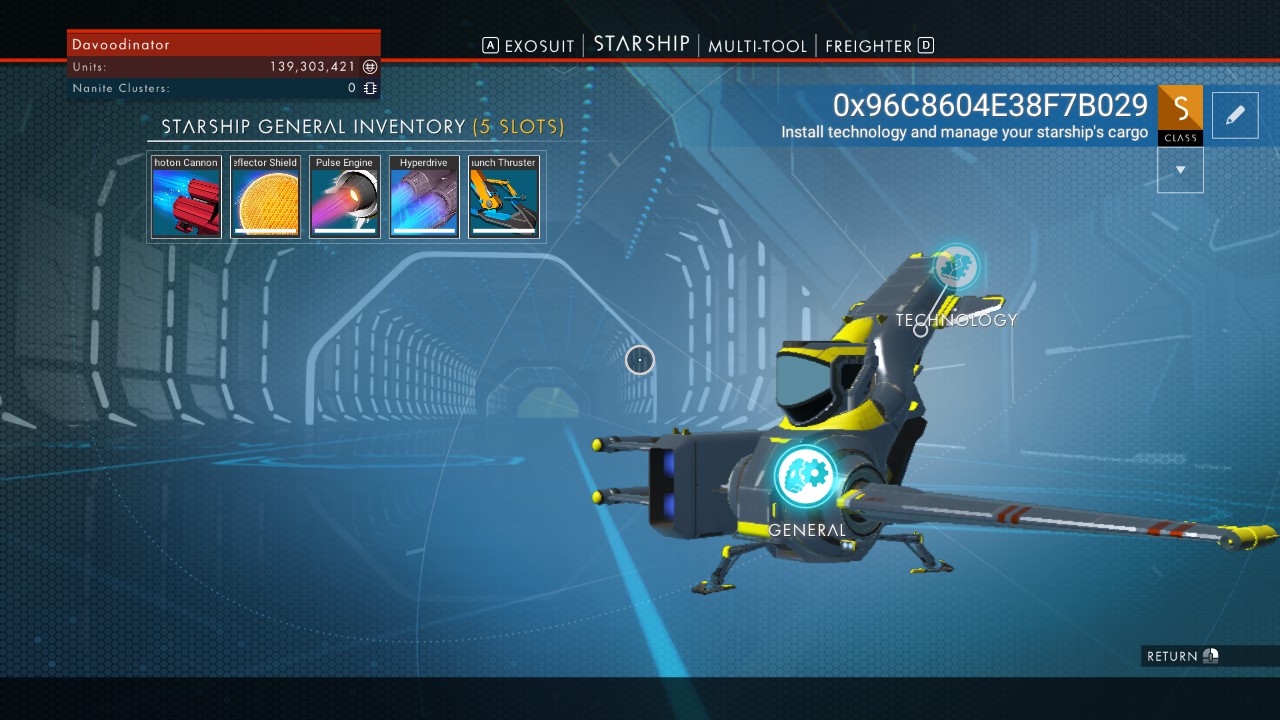 Davoodinator
Units: 139,303,421
Nanite Clusters: 0
A EXOSUIT STARSHIP MULTI-TOOL FREIGHTER D
0x96C8604E38F7B029
Install technology and manage your starship's cargo
S
CLASS
STARSHIP GENERAL INVENTORY (5 SLOTS)
hoton Cannon eflector Shield Pulse Engine Hyperdrive aunch Thruster
TECHNOLOGY
GENERAL
RETURN